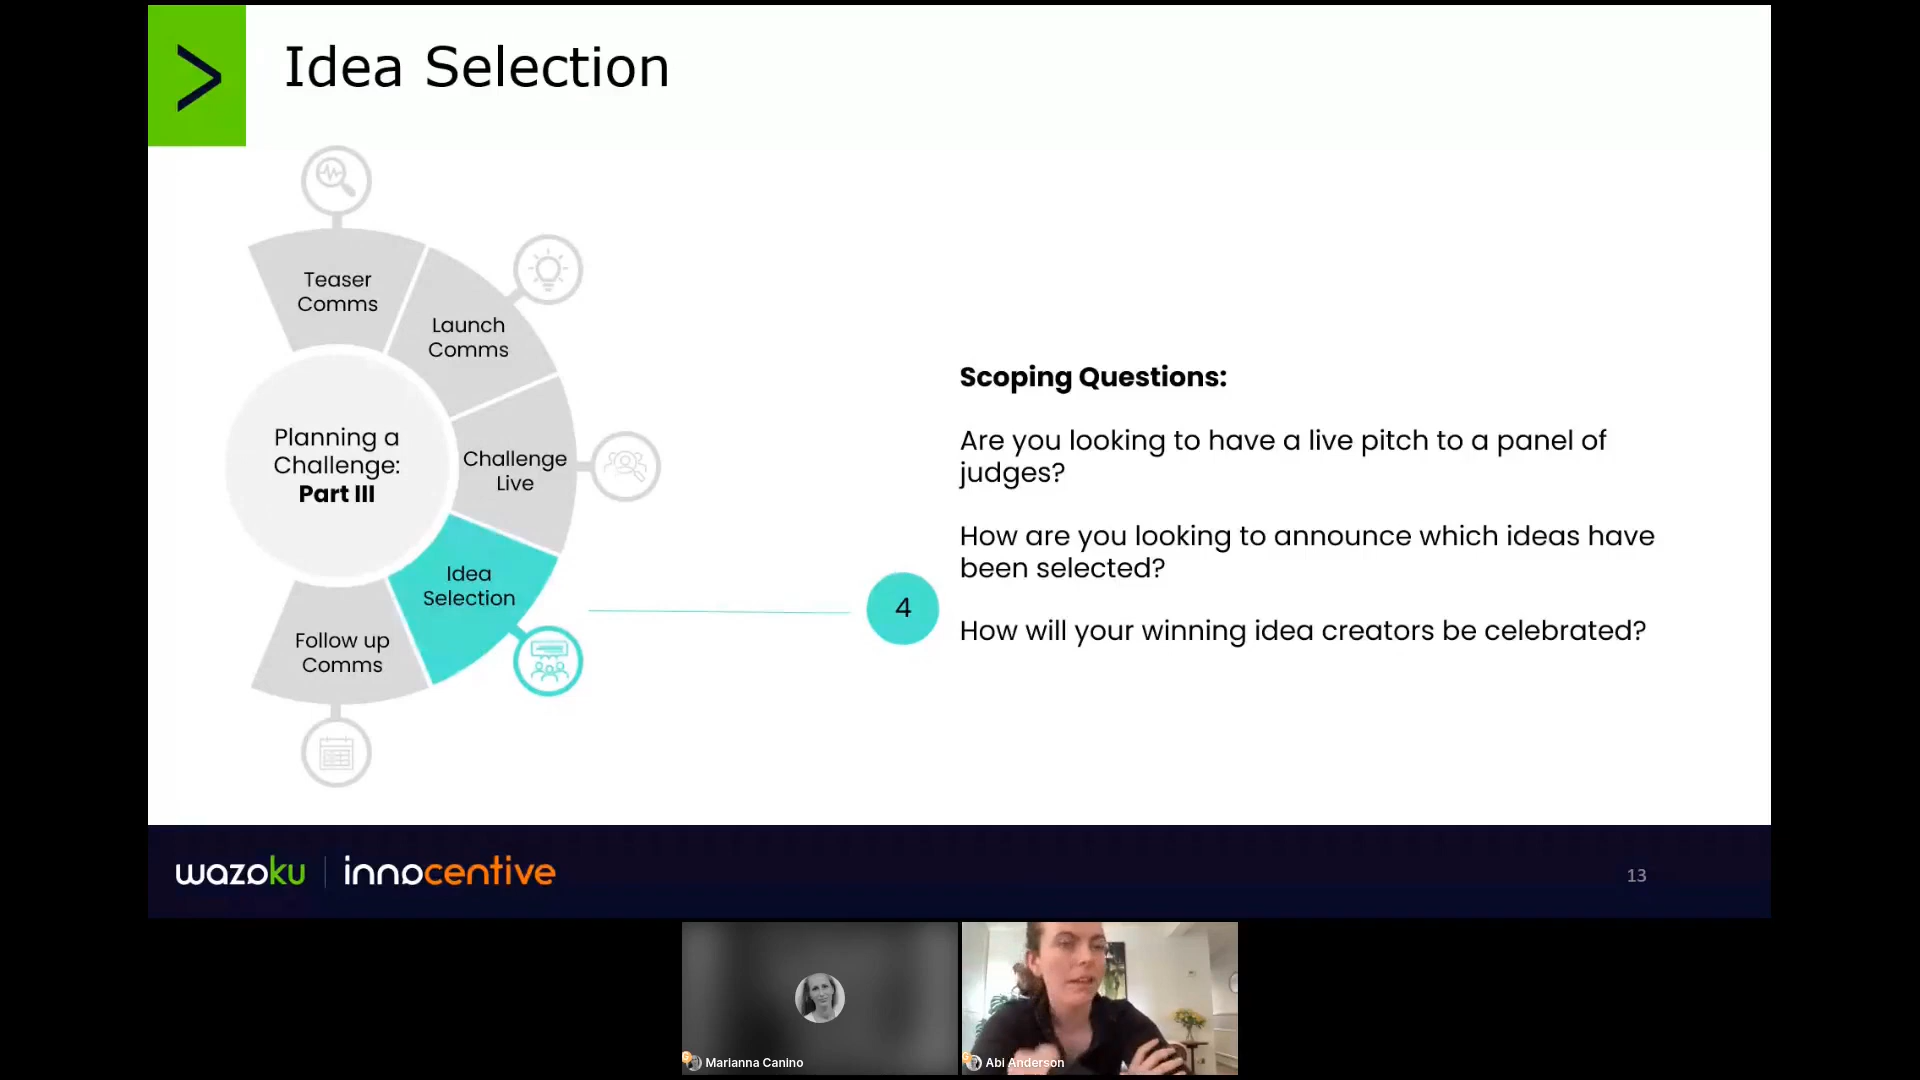 Idea Selection
Teaser
Comms
Launch
Comms
Challenge
Live
Planning a
Challenge:
Part III
Idea
Selection
Follow up
Comms
4
Scoping Questions:
Are you looking to have a live pitch to a panel of
judges?
How are you looking to announce which ideas have
been selected?
How will your winning idea creators be celebrated?
wazoku
innocentive
13
Marianna Canino
Abi Anderson